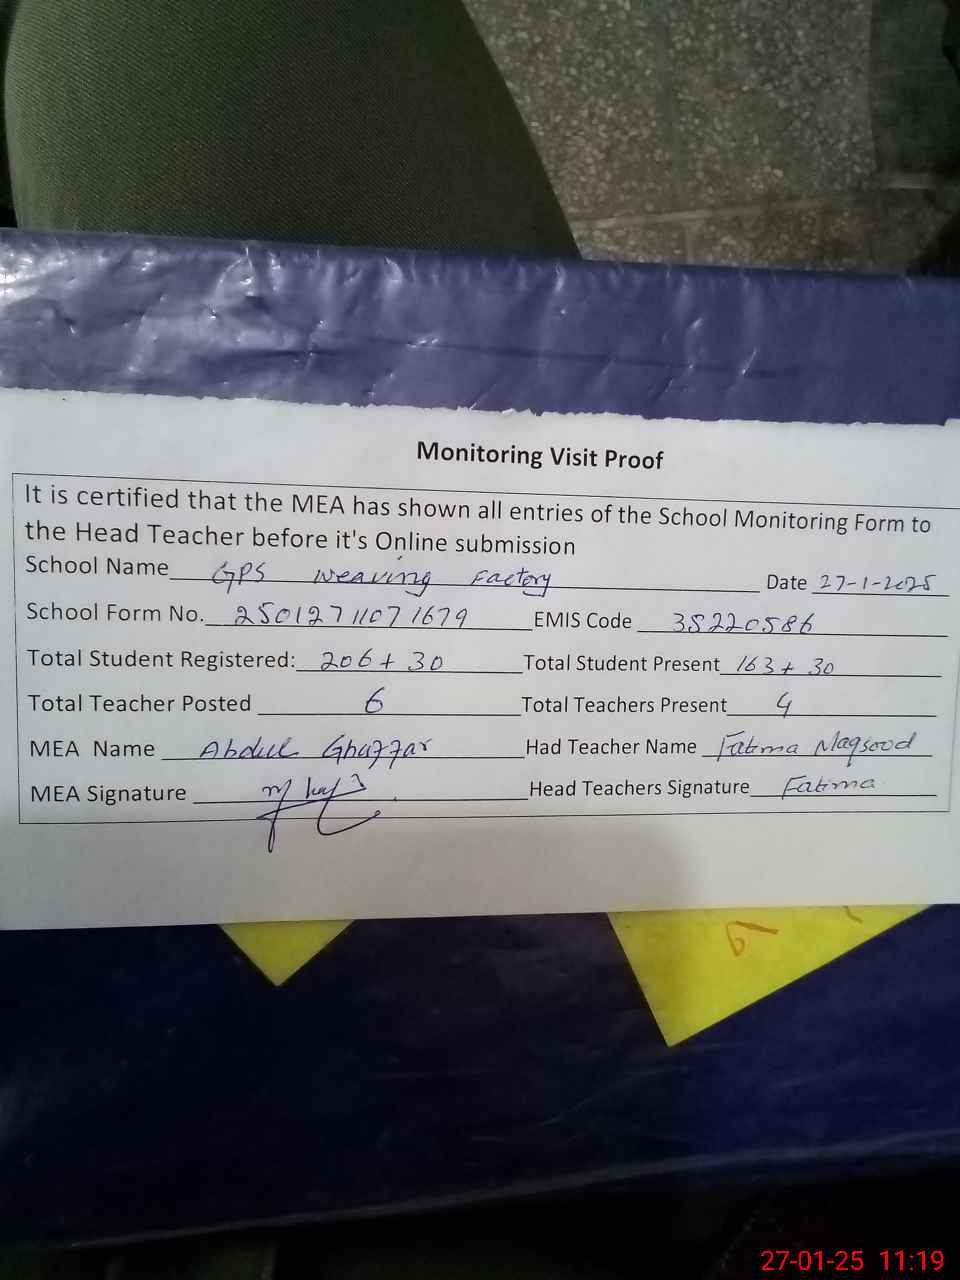 Monitoring Visit Proof
It is certified that the MEA has shown all entries of the School Monitoring Form to
the Head Teacher before it's Online submission
School Name GPS Weaving Factory Date 27-1-2025
School Form No. 25012711071679 EMIS Code 35220586
Total Student Registered: 206+30 Total Student Present 163+30
Total Teacher Posted 6 Total Teachers Present 4
MEA Name Abdul Ghaffar Had Teacher Name Fatima Maqsood
MEA Signature Head Teachers Signature Fatima
27-01-25 11:19